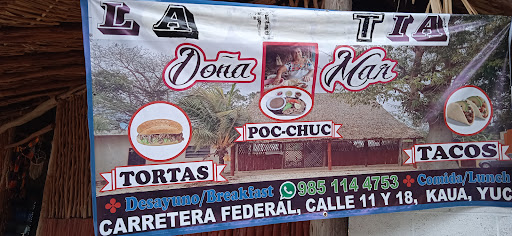 LA TIA
Doña Mar
POC-CHUC
TORTAS
TACOS
Desayuno/Breakfast 985 114 4753 Comida/Lunch
CARRETERA FEDERAL, CALLE 11 Y 18, KAUA, YUC